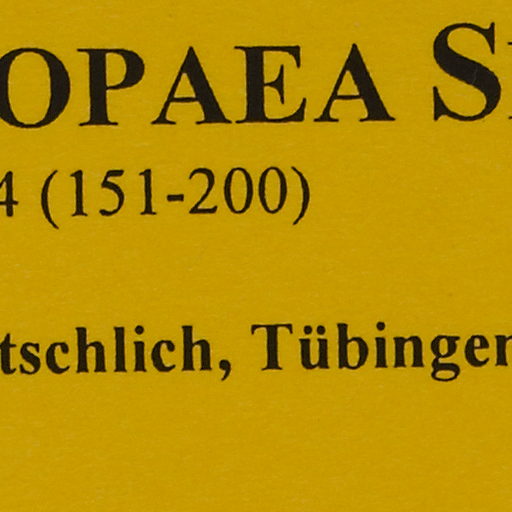 OPAEA S
4 (151-200)
tschlich, Tübingen